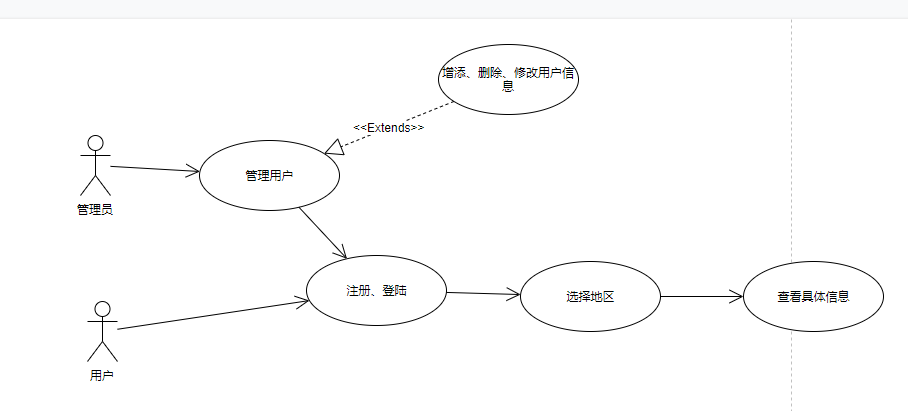 增添、删除、修改用户信
息
<<Extends>>
管理用户
管理员
注册、登陆
选择地区
查看具体信息
用户